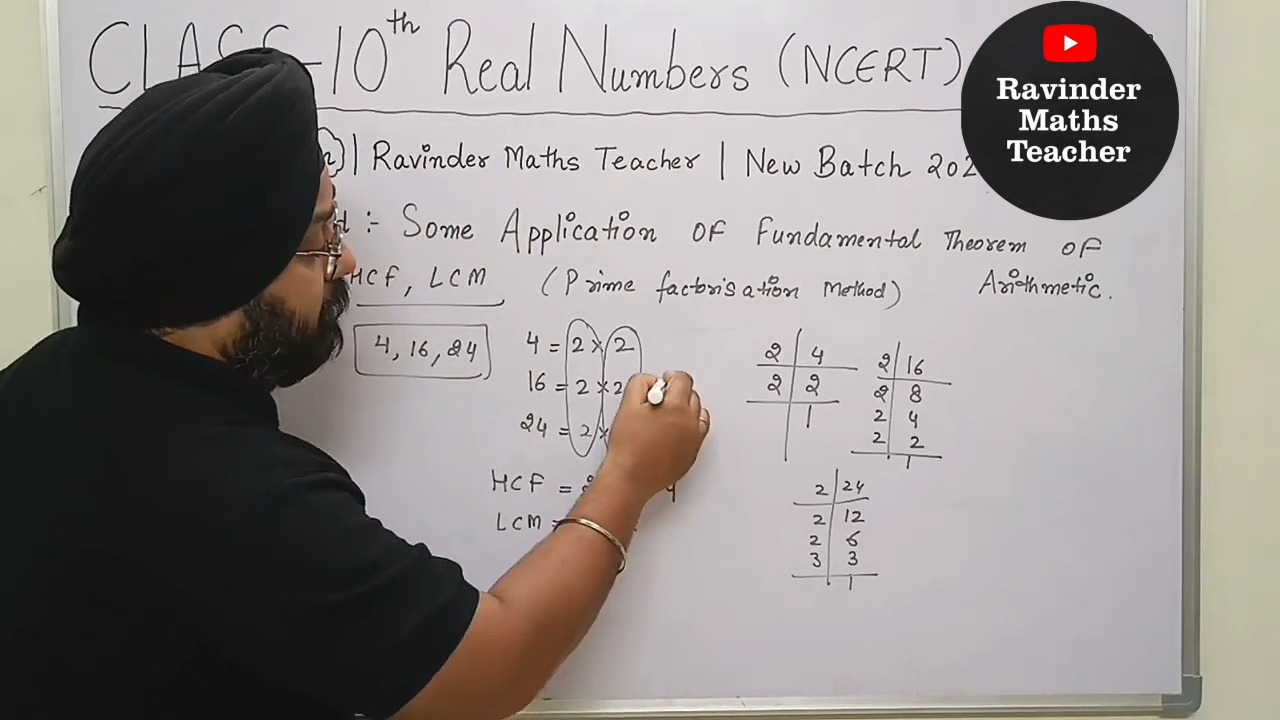 CLASS-10th Real Numbers (NCERT)
Ravinder
Maths
Teacher
| Ravinder Maths Teacher | New Batch
:- Some Application OF Fundamental Theorem of
Arithmetic.
HCF, LCM (Prime factorisation Method)
4, 16, 24
4 = 2 × 2
16 = 2 × 2
24 = 2 ×
HCF = 4
LCM =
2 | 4
2 | 2
1
2 | 16
2 | 8
2 | 4
2 | 2
1
2 | 24
2 | 12
2 | 6
3 | 3
1